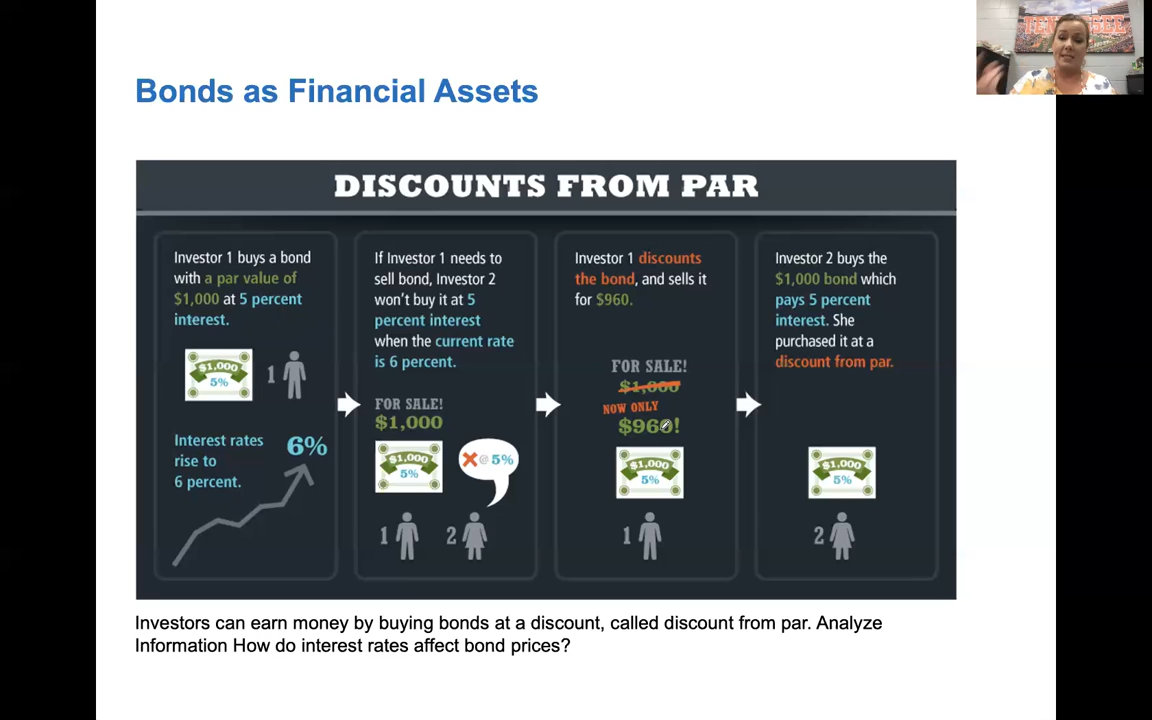 Bonds as Financial Assets
DISCOUNTS FROM PAR
Investor 1 buys a bond
with a par value of
$1,000 at 5 percent
interest.
$1,000
5%
1
Interest rates
rise to
6 percent.
6%
If Investor 1 needs to
sell bond, Investor 2
won't buy it at 5
percent interest
when the current rate
is 6 percent.
FOR SALE!
$1,000
$1,000
5%
@ 5%
1
2
Investor 1 discounts
the bond, and sells it
for $960.
FOR SALE!
$1,000
NOW ONLY
$960!
$1,000
5%
1
Investor 2 buys the
$1,000 bond which
pays 5 percent
interest. She
purchased it at a
discount from par.
$1,000
5%
2
Investors can earn money by buying bonds at a discount, called discount from par. Analyze
Information How do interest rates affect bond prices?